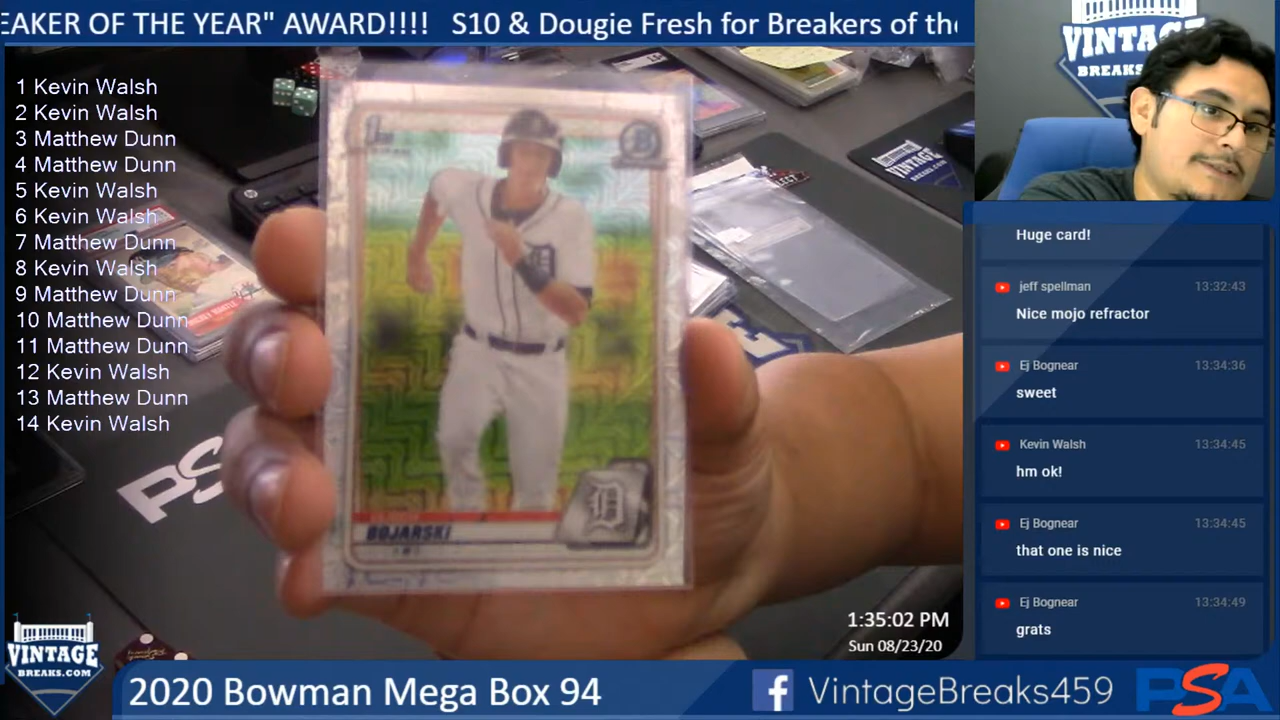 EAKER OF THE YEAR" AWARD!!!! S10 & Dougie Fresh for Breakers of the
VINTAGE
BREAKS
1 Kevin Walsh
2 Kevin Walsh
3 Matthew Dunn
4 Matthew Dunn
5 Kevin Walsh
6 Kevin Walsh
7 Matthew Dunn
8 Kevin Walsh
9 Matthew Dunn
10 Matthew Dunn
11 Matthew Dunn
12 Kevin Walsh
13 Matthew Dunn
14 Kevin Walsh
VINTAGE
D
BOJARSKI
D
PS
Huge card!
jeff spellman 13:32:43
Nice mojo refractor
Ej Bognear 13:34:36
sweet
Kevin Walsh 13:34:45
hm ok!
Ej Bognear 13:34:45
that one is nice
Ej Bognear 13:34:49
grats
1:35:02 PM
Sun 08/23/20
VINTAGE
BREAKS.COM
2020 Bowman Mega Box 94
f VintageBreaks459
PSA